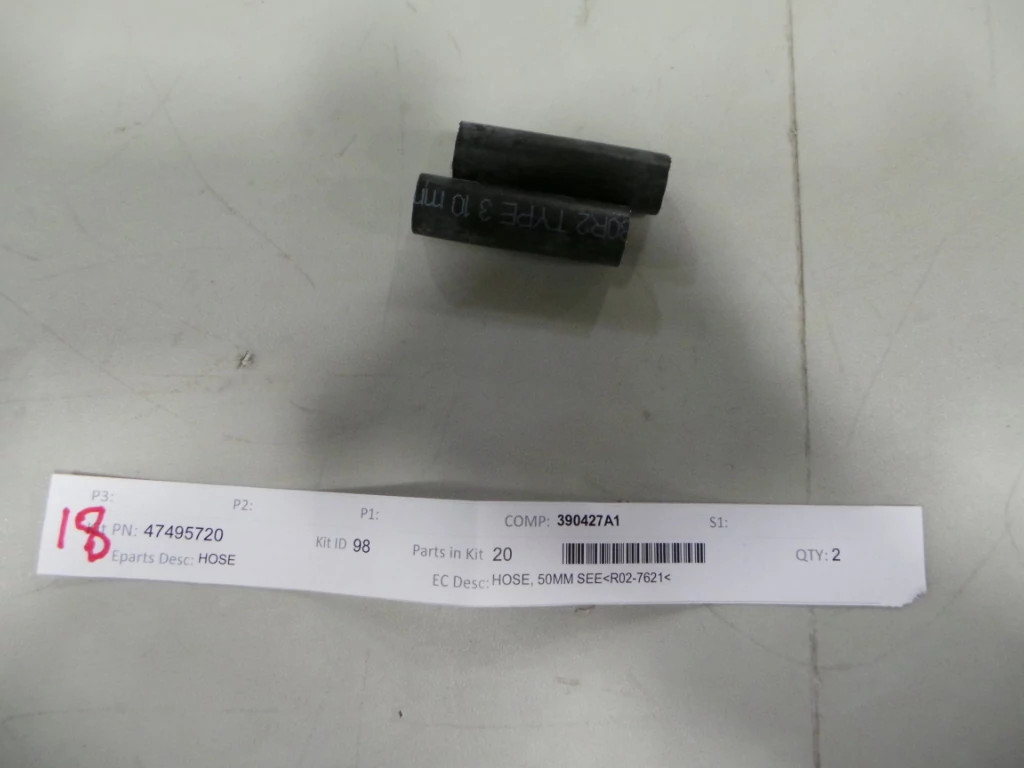 30R2 TYPE 3 10 mm
P3:
P2:
P1:
COMP: 390427A1
S1:
18
PN: 47495720
Kit ID 98
Parts in Kit 20
QTY: 2
Eparts Desc: HOSE
EC Desc: HOSE, 50MM SEE<R02-7621<